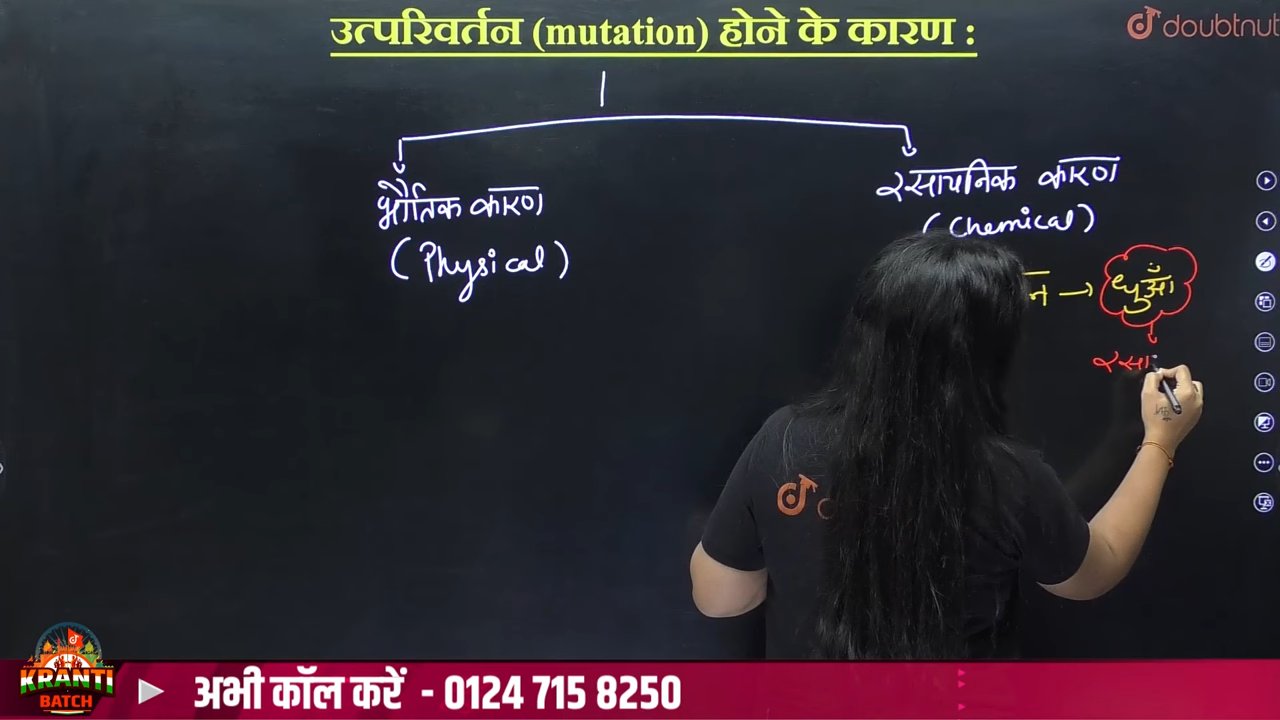 उत्परिवर्तन (mutation) होने के कारण :
doubtnut
भौतिक कारण
(Physical)
रसायनिक कारण
(Chemical)
न → धुआँ
रसा
KRANTI
BATCH
अभी कॉल करें - 0124 715 8250